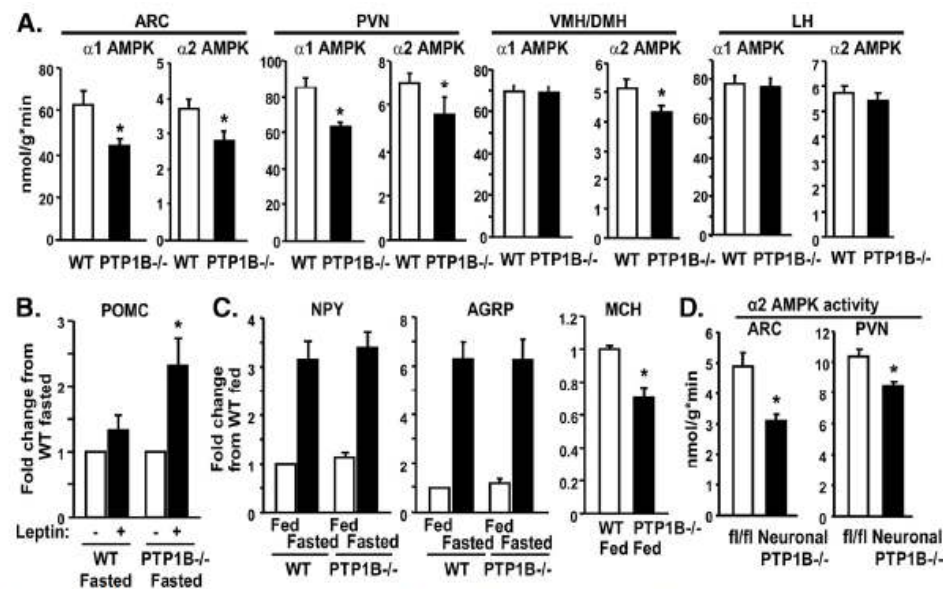 A.
ARC
PVN
VMH/DMH
LH
α1 AMPK α2 AMPK
α1 AMPK α2 AMPK
α1 AMPK α2 AMPK
α1 AMPK α2 AMPK
nmol/g*min
80
60
40
20
0
*
WT PTP1B-/-
5
4
3
2
1
0
*
WT PTP1B-/-
100
80
60
40
20
0
*
WT PTP1B-/-
8
6
4
2
0
*
WT PTP1B-/-
80
70
60
50
40
30
20
10
0
WT PTP1B-/-
6
5
4
3
2
1
0
*
WT PTP1B-/-
80
60
40
20
0
WT PTP1B-/-
7
6
5
4
3
2
1
0
WT PTP1B-/-
B.
POMC
Fold change from
WT fasted
3
2
1
0
*
Leptin: - + - +
WT PTP1B-/-
Fasted Fasted
C.
NPY
Fold change
from WT fed
4
3
2
1
0
Fed Fed
Fasted Fasted
WT PTP1B-/-
AGRP
8
6
4
2
0
Fed Fed
Fasted Fasted
WT PTP1B-/-
MCH
1
0.8
0.6
0.4
0.2
0
*
WT PTP1B-/-
Fed Fed
D.
α2 AMPK activity
ARC
PVN
nmol/g*min
6
5
4
3
2
1
0
*
fl/fl Neuronal
PTP1B-/-
12
10
8
6
4
2
0
*
fl/fl Neuronal
PTP1B-/-